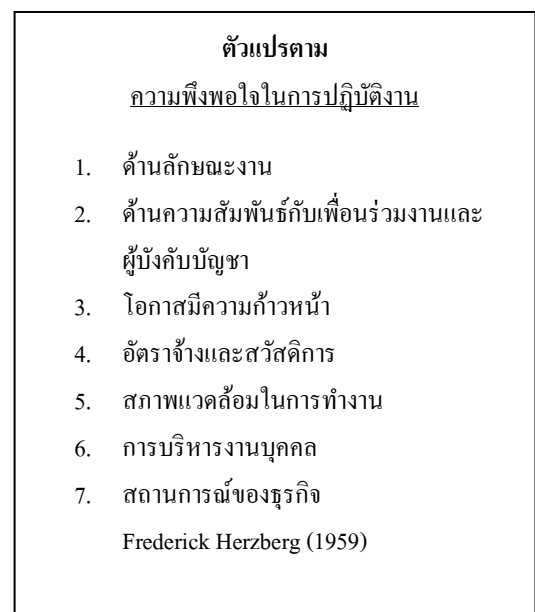 ตัวแปรตาม
ความพึงพอใจในการปฏิบัติงาน
1. ด้านลักษณะงาน
2. ด้านความสัมพันธ์กับเพื่อนร่วมงานและ
ผู้บังคับบัญชา
3. โอกาสมีความก้าวหน้า
4. อัตราจ้างและสวัสดิการ
5. สภาพแวดล้อมในการทำงาน
6. การบริหารงานบุคคล
7. สถานการณ์ของธุรกิจ
Frederick Herzberg (1959)